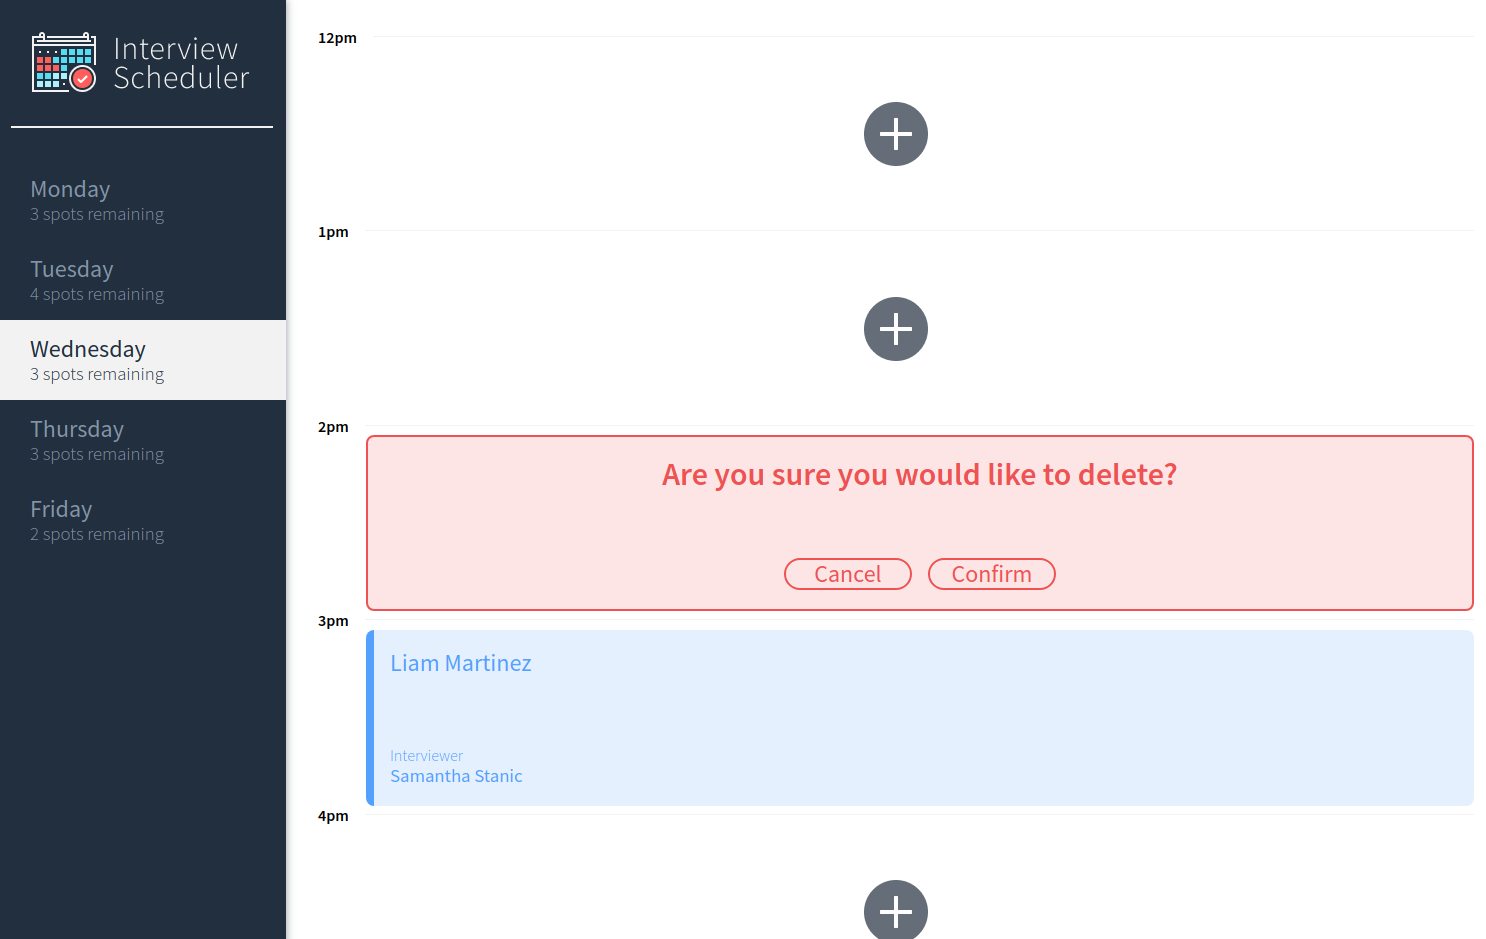 Interview
Scheduler
Monday
3 spots remaining
Tuesday
4 spots remaining
Wednesday
3 spots remaining
Thursday
3 spots remaining
Friday
2 spots remaining
12pm
1pm
2pm
Are you sure you would like to delete?
Cancel Confirm
3pm
Liam Martinez
Interviewer
Samantha Stanic
4pm